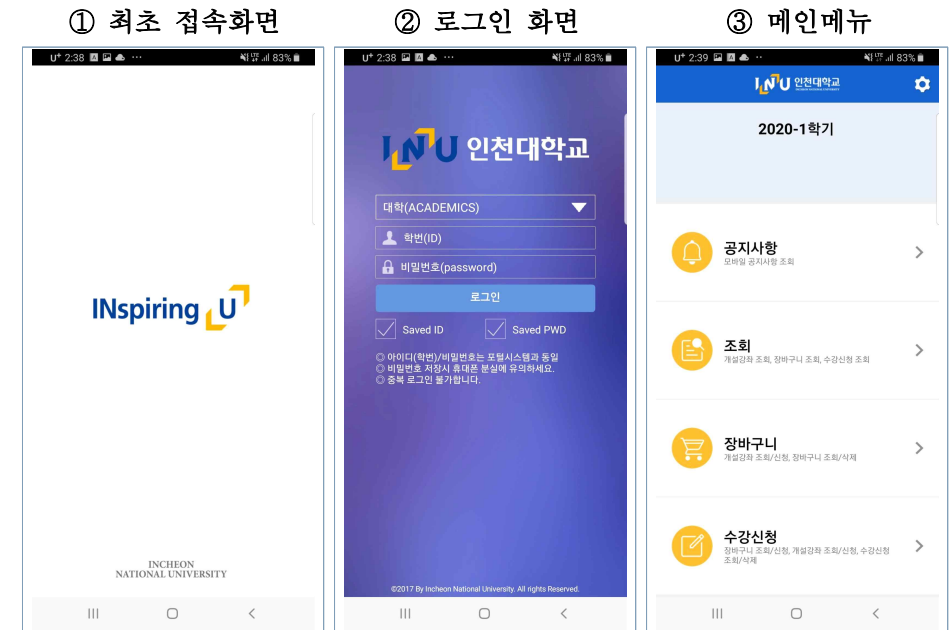 ① 최초 접속화면
② 로그인 화면
③ 메인메뉴
U+ 2:38 ··· LTE 83%
INspiring U
INCHEON
NATIONAL UNIVERSITY
U+ 2:38 ··· LTE 83%
INU 인천대학교
대학(ACADEMICS)
학번(ID)
비밀번호(password)
로그인
Saved ID
Saved PWD
◎ 아이디(학번)/비밀번호는 포털시스템과 동일
◎ 비밀번호 저장시 휴대폰 분실에 유의하세요.
◎ 중복 로그인 불가합니다.
©2017 By Incheon National University. All rights Reserved.
U+ 2:39 ·· LTE 83%
INU 인천대학교
2020-1학기
공지사항
모바일 공지사항 조회
조회
개설강좌 조회, 장바구니 조회, 수강신청 조회
장바구니
개설강좌 조회/신청, 장바구니 조회/삭제
수강신청
장바구니 조회/신청, 개설강좌 조회/신청, 수강신청
조회/삭제